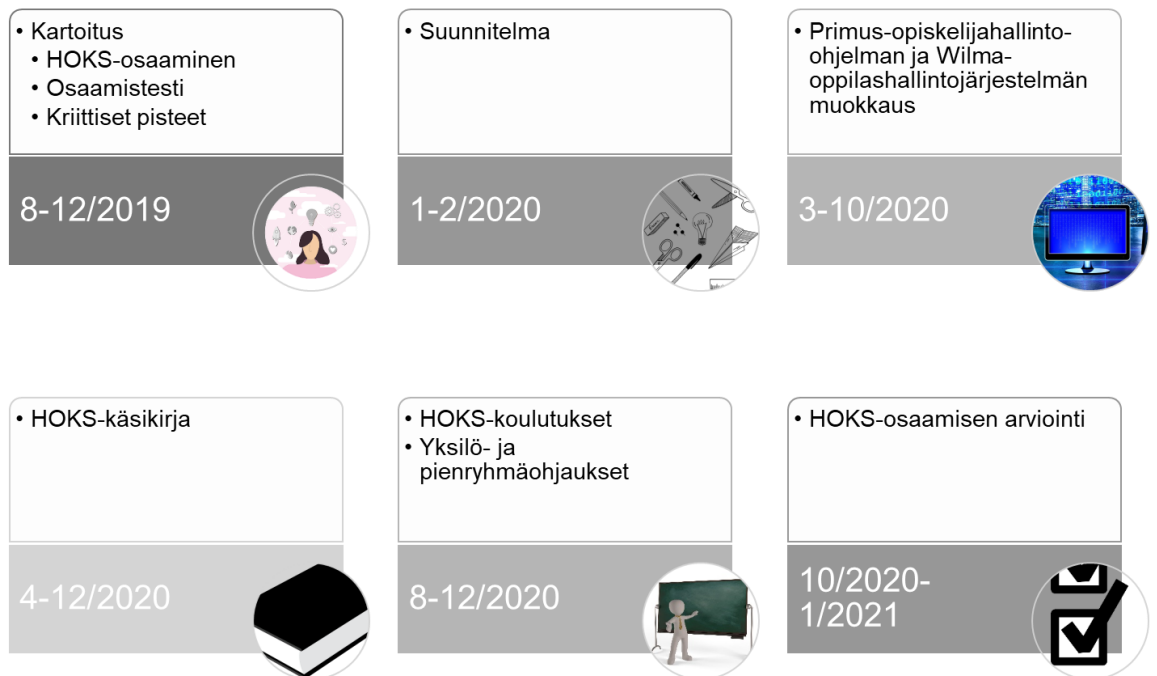 • Kartoitus
• HOKS-osaaminen
• Osaamistesti
• Kriittiset pisteet
8-12/2019
• Suunnitelma
1-2/2020
• Primus-opiskelijahallinto-
ohjelman ja Wilma-
oppilashallintojärjestelmän
muokkaus
3-10/2020
• HOKS-käsikirja
4-12/2020
• HOKS-koulutukset
• Yksilö- ja
pienryhmäohjaukset
8-12/2020
• HOKS-osaamisen arviointi
10/2020-
1/2021